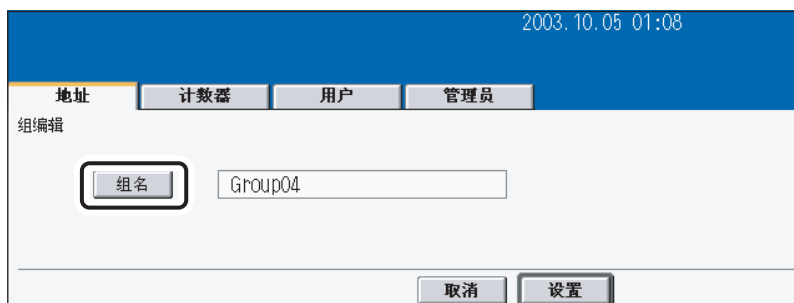 2003.10.05 01:08
地址 计数器 用户 管理员
组编辑
组名 Group04
取消 设置